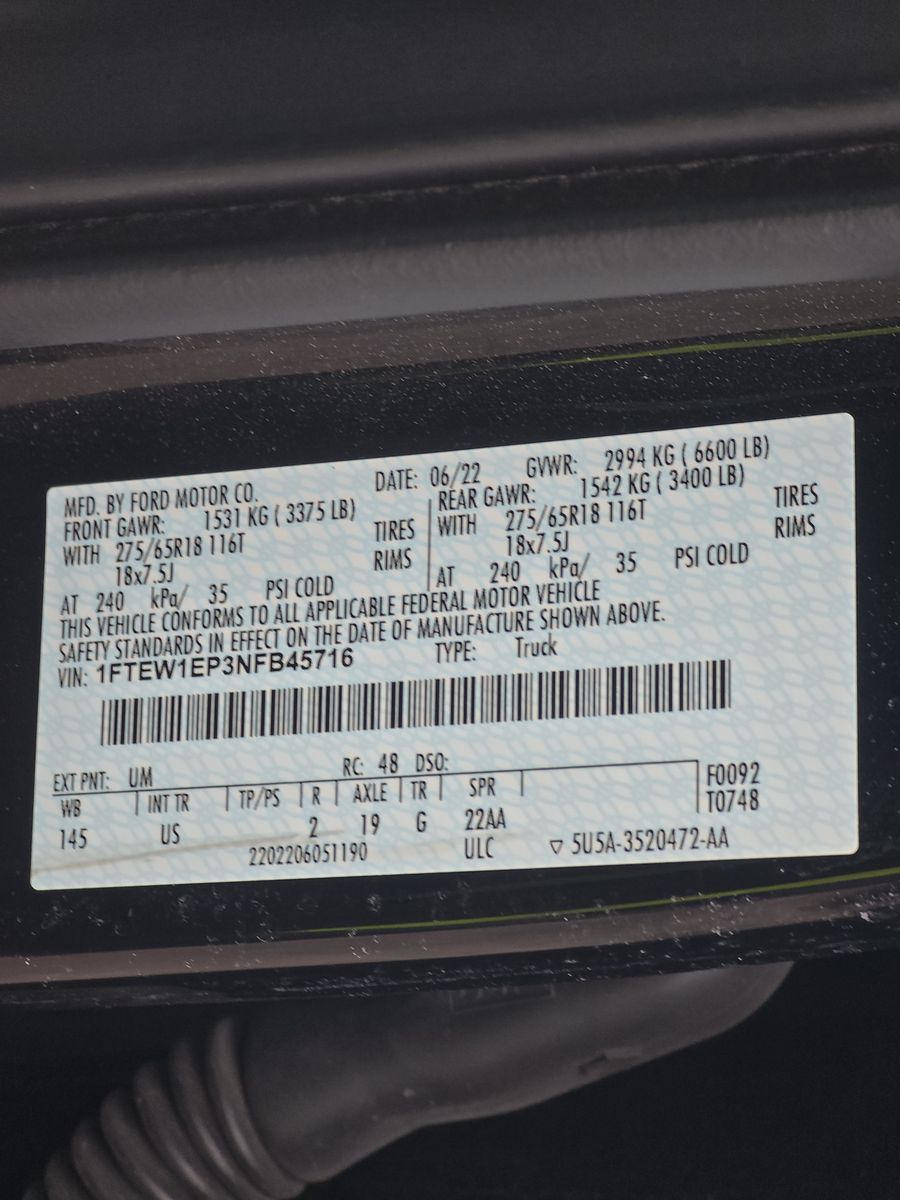 MFD. BY FORD MOTOR CO. DATE: 06/22 GVWR: 2994 KG ( 6600 LB)
FRONT GAWR: 1531 KG ( 3375 LB) REAR GAWR: 1542 KG ( 3400 LB)
WITH 275/65R18 116T TIRES WITH 275/65R18 116T TIRES
18x7.5J RIMS 18x7.5J RIMS
AT 240 kPa/ 35 PSI COLD AT 240 kPa/ 35 PSI COLD
THIS VEHICLE CONFORMS TO ALL APPLICABLE FEDERAL MOTOR VEHICLE
SAFETY STANDARDS IN EFFECT ON THE DATE OF MANUFACTURE SHOWN ABOVE.
VIN: 1FTEW1EP3NFB45716 TYPE: Truck
EXT PNT: UM RC: 48 DSO:
WB INT TR TP/PS R AXLE TR SPR F0092
145 US 2 19 G 22AA T0748
2202206051190 ULC ▽ 5U5A-3520472-AA